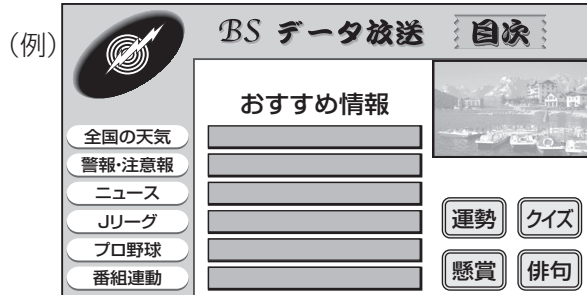 (例)
BS データ放送 目次
おすすめ情報
全国の天気
警報・注意報
ニュース
Jリーグ
プロ野球
番組連動
運勢 クイズ
懸賞 俳句